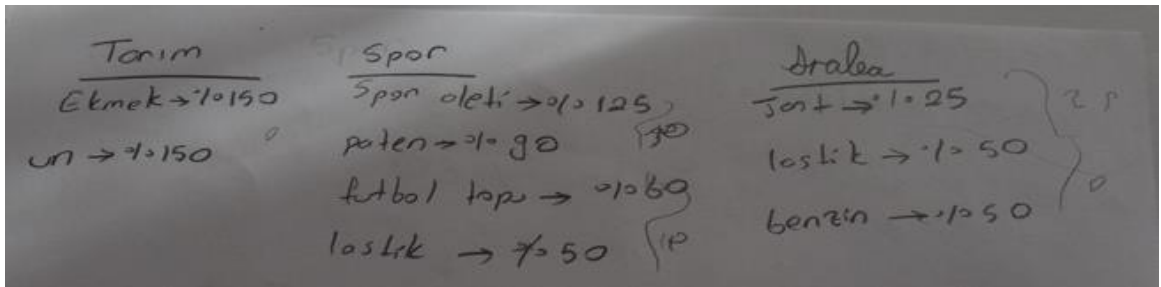 Tarım
Ekmek → %150
un → %150
Spor
Spor aleti → % 125
paten → % 90
futbol topu → %60
lastik → % 50
Araba
Jant → % 25
lastik → % 50
benzin → % 50